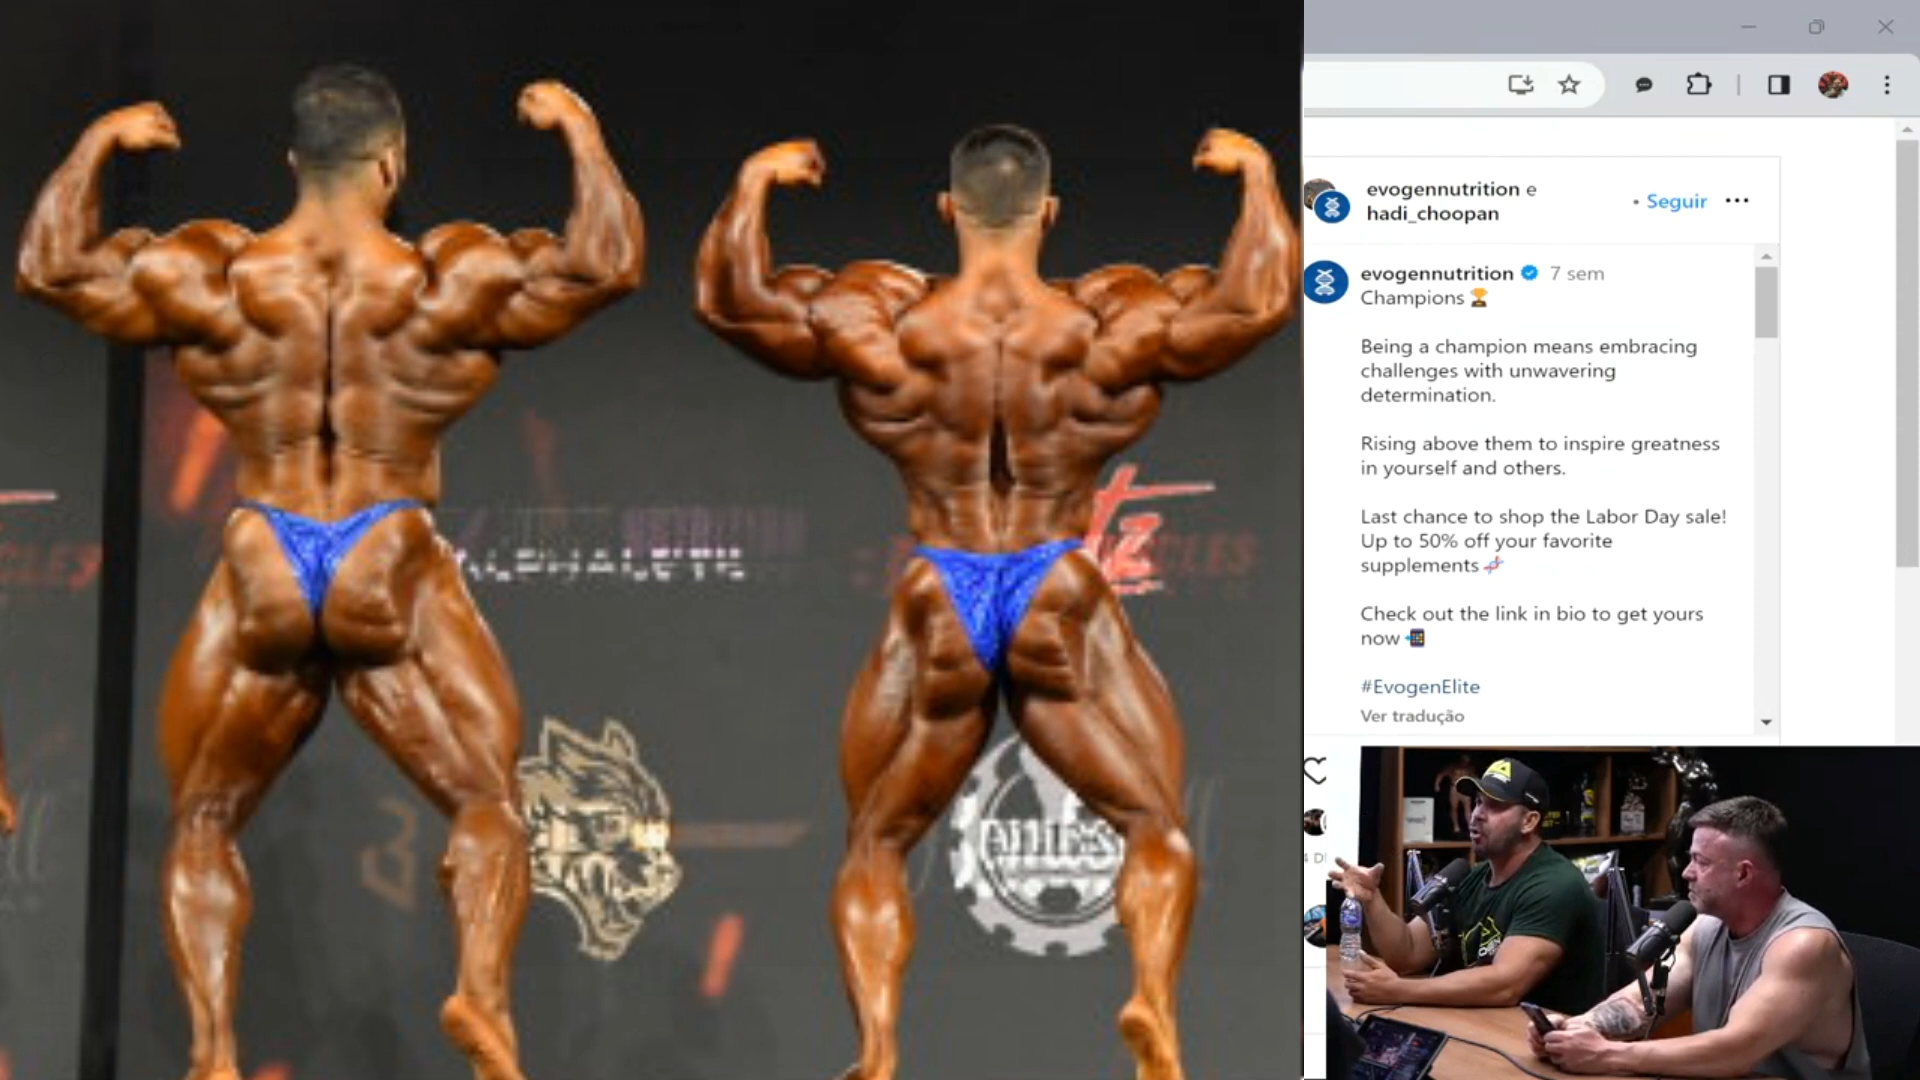 evogennutrition e
hadi_choopan
• Seguir
evogennutrition 7 sem
Champions 🏆
Being a champion means embracing
challenges with unwavering
determination.
Rising above them to inspire greatness
in yourself and others.
Last chance to shop the Labor Day sale!
Up to 50% off your favorite
supplements 🧬
Check out the link in bio to get yours
now 📲
#EvogenElite
Ver tradução
ALPHALETE
CLES